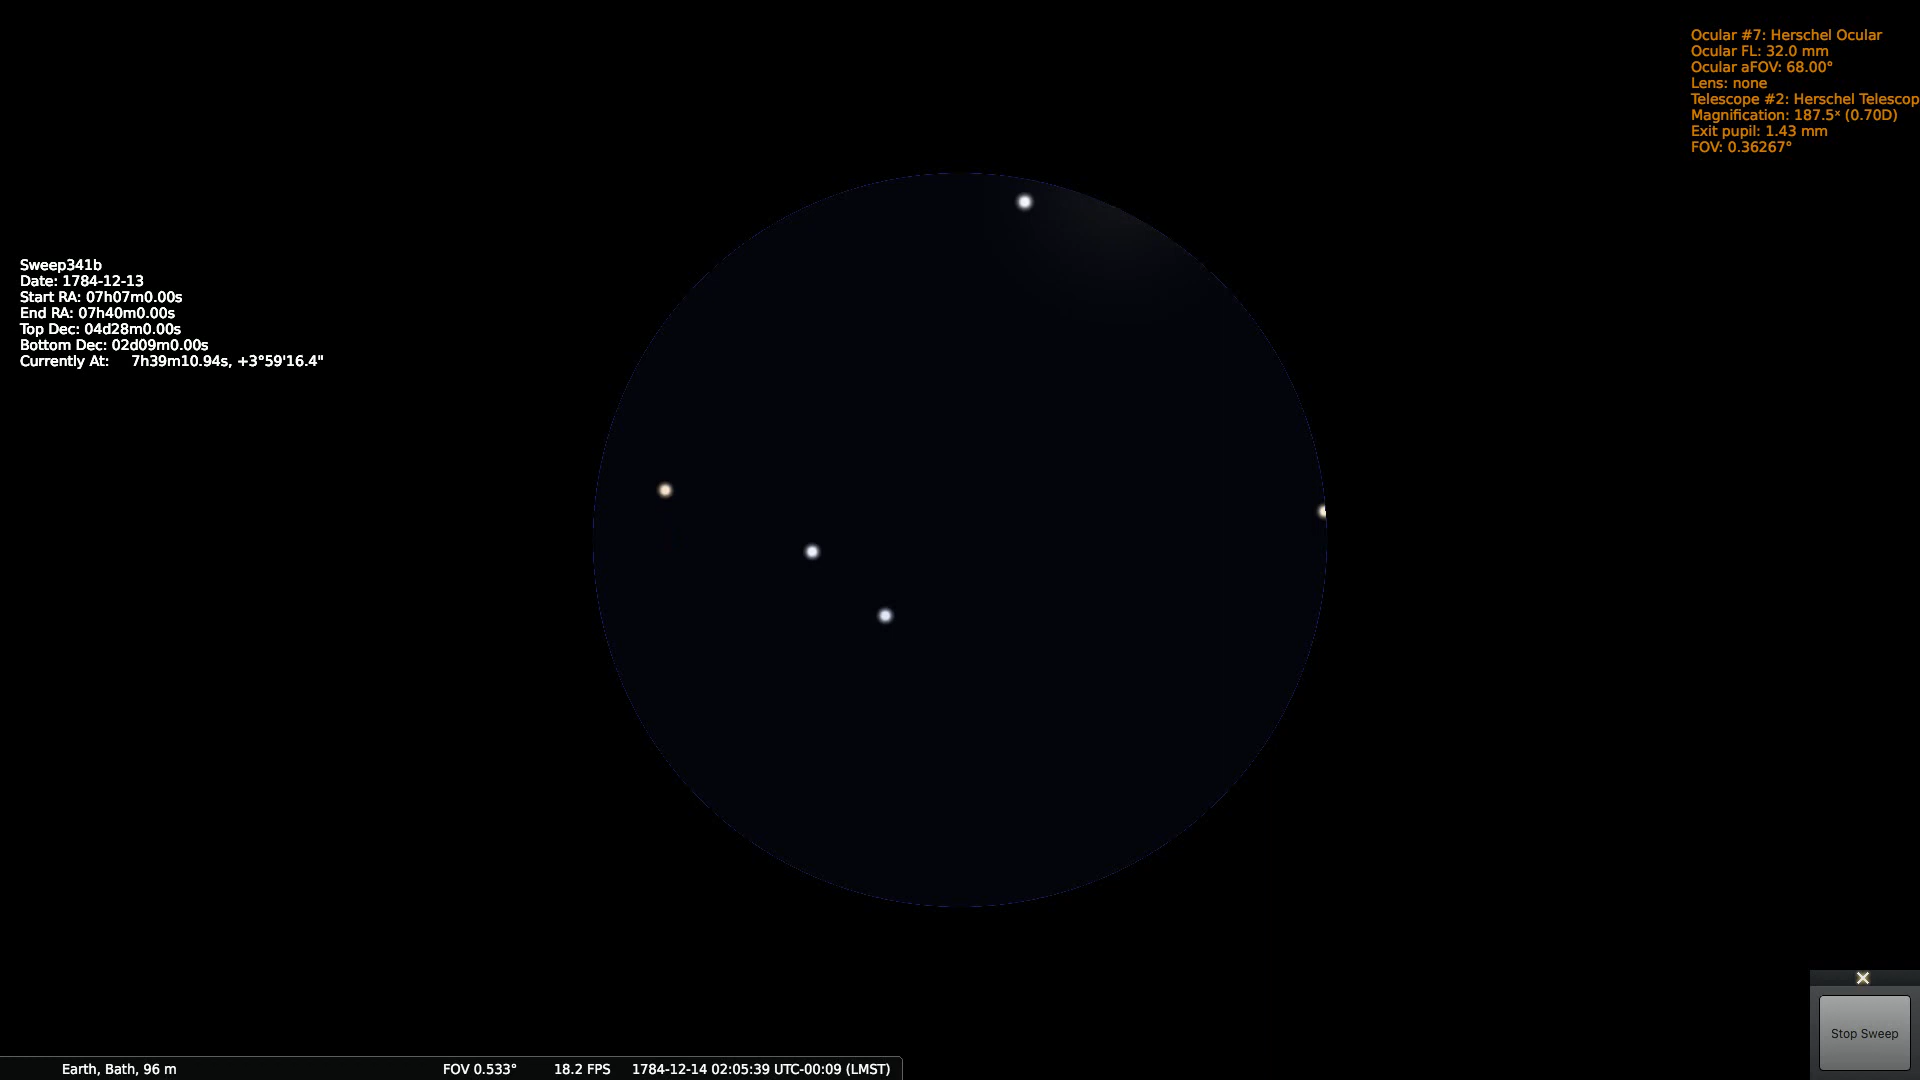 Ocular #7: Herschel Ocular
Ocular FL: 32.0 mm
Ocular aFOV: 68.00°
Lens: none
Telescope #2: Herschel Telescop
Magnification: 187.5ˣ (0.70D)
Exit pupil: 1.43 mm
FOV: 0.36267°
Sweep341b
Date: 1784-12-13
Start RA: 07h07m0.00s
End RA: 07h40m0.00s
Top Dec: 04d28m0.00s
Bottom Dec: 02d09m0.00s
Currently At: 7h39m10.94s, +3°59'16.4"
Stop Sweep
Earth, Bath, 96 m FOV 0.533° 18.2 FPS 1784-12-14 02:05:39 UTC-00:09 (LMST)